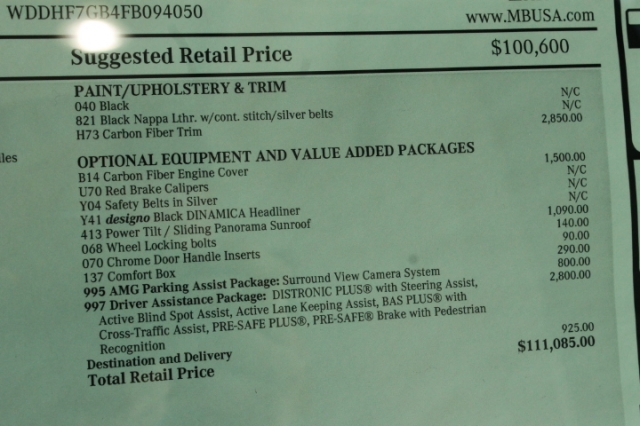 WDDHF7GB4FB094050
www.MBUSA.com
Suggested Retail Price $100,600
PAINT/UPHOLSTERY & TRIM
040 Black N/C
821 Black Nappa Lthr. w/cont. stitch/silver belts N/C
H73 Carbon Fiber Trim 2,850.00
OPTIONAL EQUIPMENT AND VALUE ADDED PACKAGES
B14 Carbon Fiber Engine Cover 1,500.00
U70 Red Brake Calipers N/C
Y04 Safety Belts in Silver N/C
Y41 designo Black DINAMICA Headliner N/C
413 Power Tilt / Sliding Panorama Sunroof 1,090.00
068 Wheel Locking bolts 140.00
070 Chrome Door Handle Inserts 90.00
137 Comfort Box 290.00
995 AMG Parking Assist Package: Surround View Camera System 800.00
997 Driver Assistance Package: DISTRONIC PLUS® with Steering Assist, 2,800.00
Active Blind Spot Assist, Active Lane Keeping Assist, BAS PLUS® with
Cross-Traffic Assist, PRE-SAFE PLUS®, PRE-SAFE® Brake with Pedestrian
Recognition
Destination and Delivery 925.00
Total Retail Price $111,085.00
les